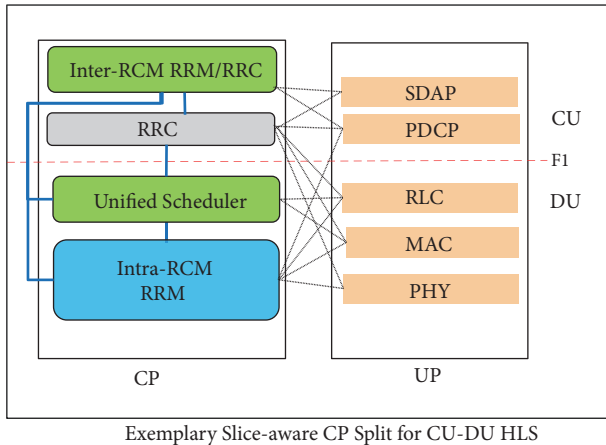 Inter-RCM RRM/RRC
RRC
Unified Scheduler
Intra-RCM
RRM
CP
SDAP
PDCP
RLC
MAC
PHY
UP
CU
F1
DU
Exemplary Slice-aware CP Split for CU-DU HLS